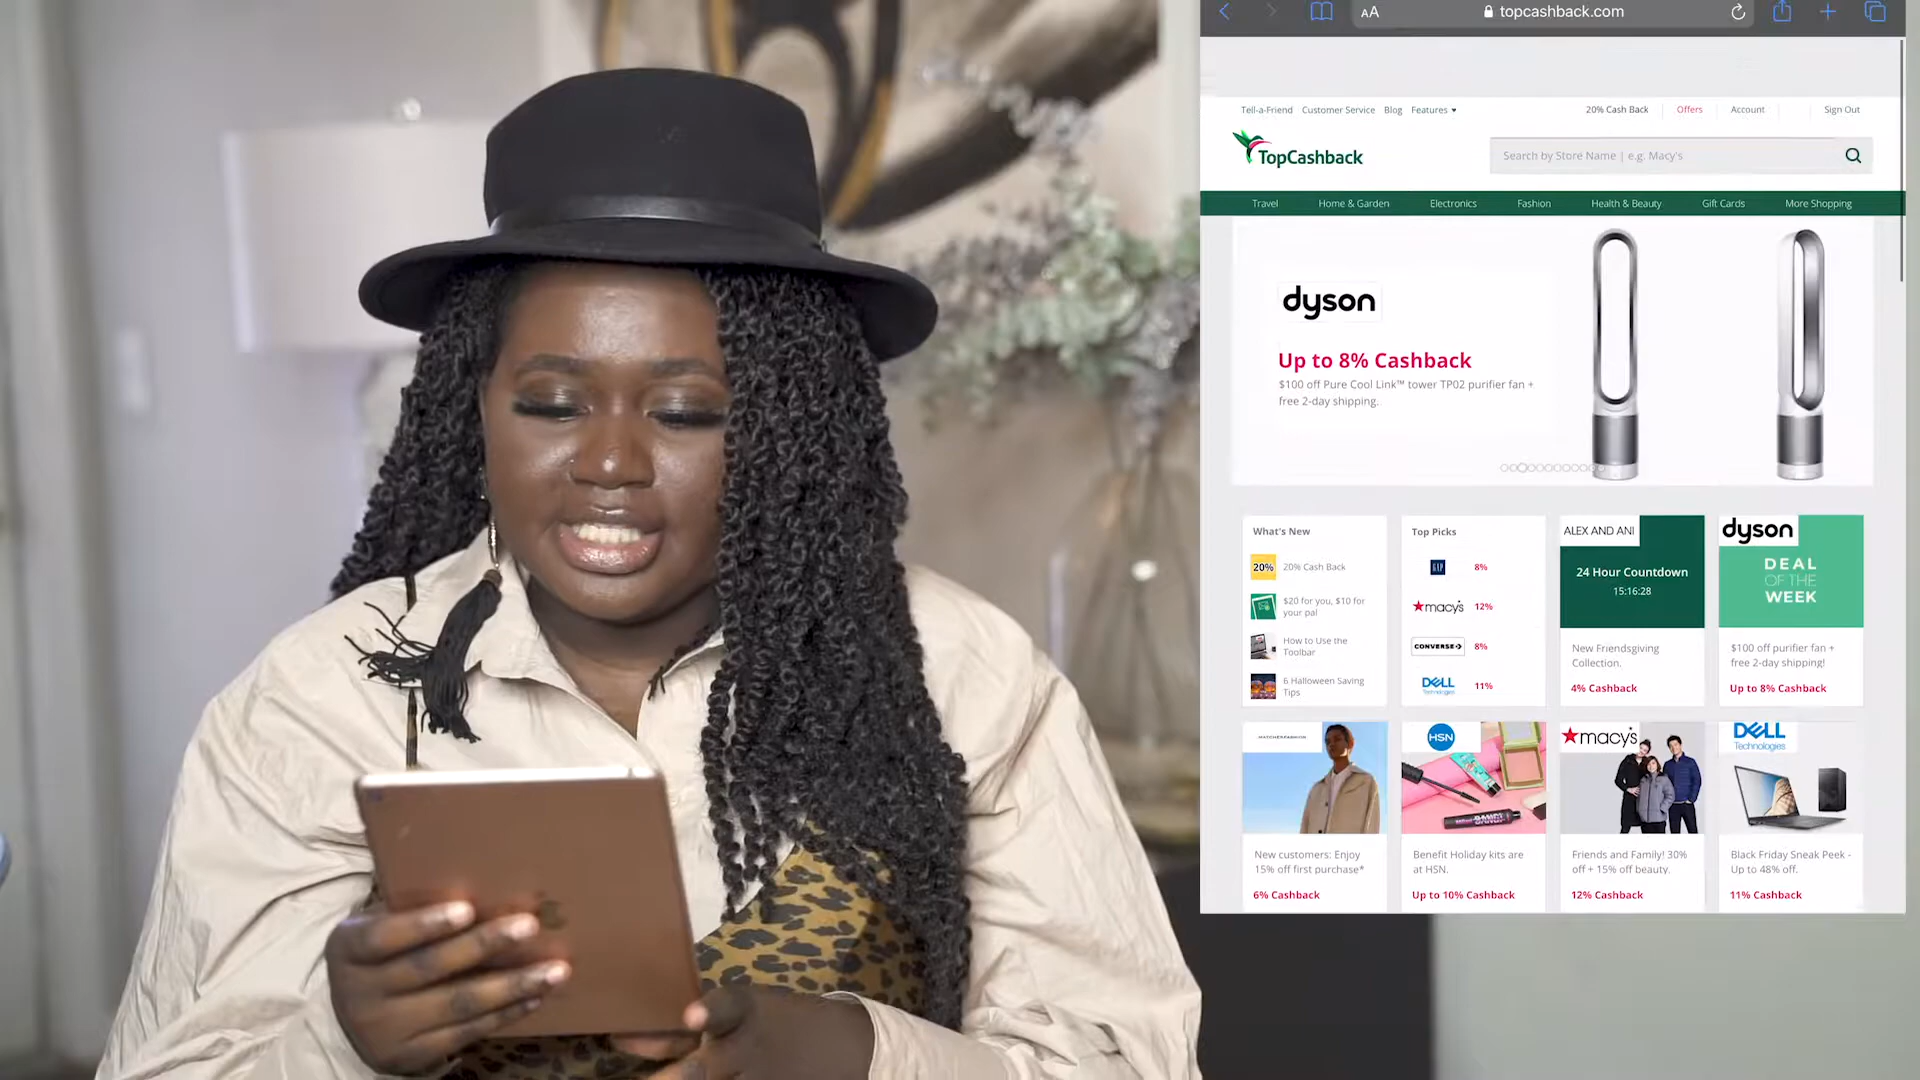 AA
topcashback.com
Tell-a-Friend Customer Service Blog Features
20% Cash Back Offers Account Sign Out
TopCashback
Search by Store Name | e.g. Macy's
Travel Home & Garden Electronics Fashion Health & Beauty Gift Cards More Shopping
dyson
Up to 8% Cashback
$100 off Pure Cool Link™ tower TP02 purifier fan +
free 2-day shipping.
What's New
20%
20% Cash Back
$20 for you, $10 for
your pal
How to Use the
Toolbar
6 Halloween Saving
Tips
Top Picks
GAP 8%
macy's 12%
CONVERSE 8%
DELL
Technologies
11%
ALEX AND ANI
24 Hour Countdown
15:16:28
New Friendsgiving
Collection.
4% Cashback
dyson
DEAL
OF THE
WEEK
$100 off purifier fan +
free 2-day shipping!
Up to 8% Cashback
MATCHESFASHION
New customers: Enjoy
15% off first purchase*
6% Cashback
HSN
BANG!
Benefit Holiday kits are
at HSN.
Up to 10% Cashback
macy's
Friends and Family! 30%
off + 15% off beauty.
12% Cashback
DELL
Technologies
Black Friday Sneak Peek -
Up to 48% off.
11% Cashback